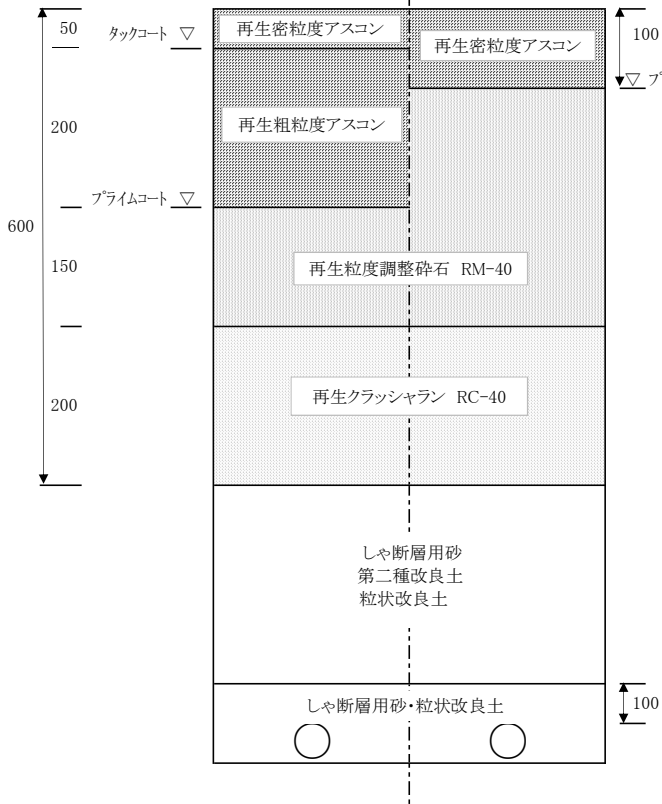 50
タックコート ▽
再生密粒度アスコン
再生密粒度アスコン
100
▽ プ
200
再生粗粒度アスコン
プライムコート ▽
600
150
再生粒度調整砕石 RM-40
200
再生クラッシャラン RC-40
しゃ断層用砂
第二種改良土
粒状改良土
しゃ断層用砂・粒状改良土
100